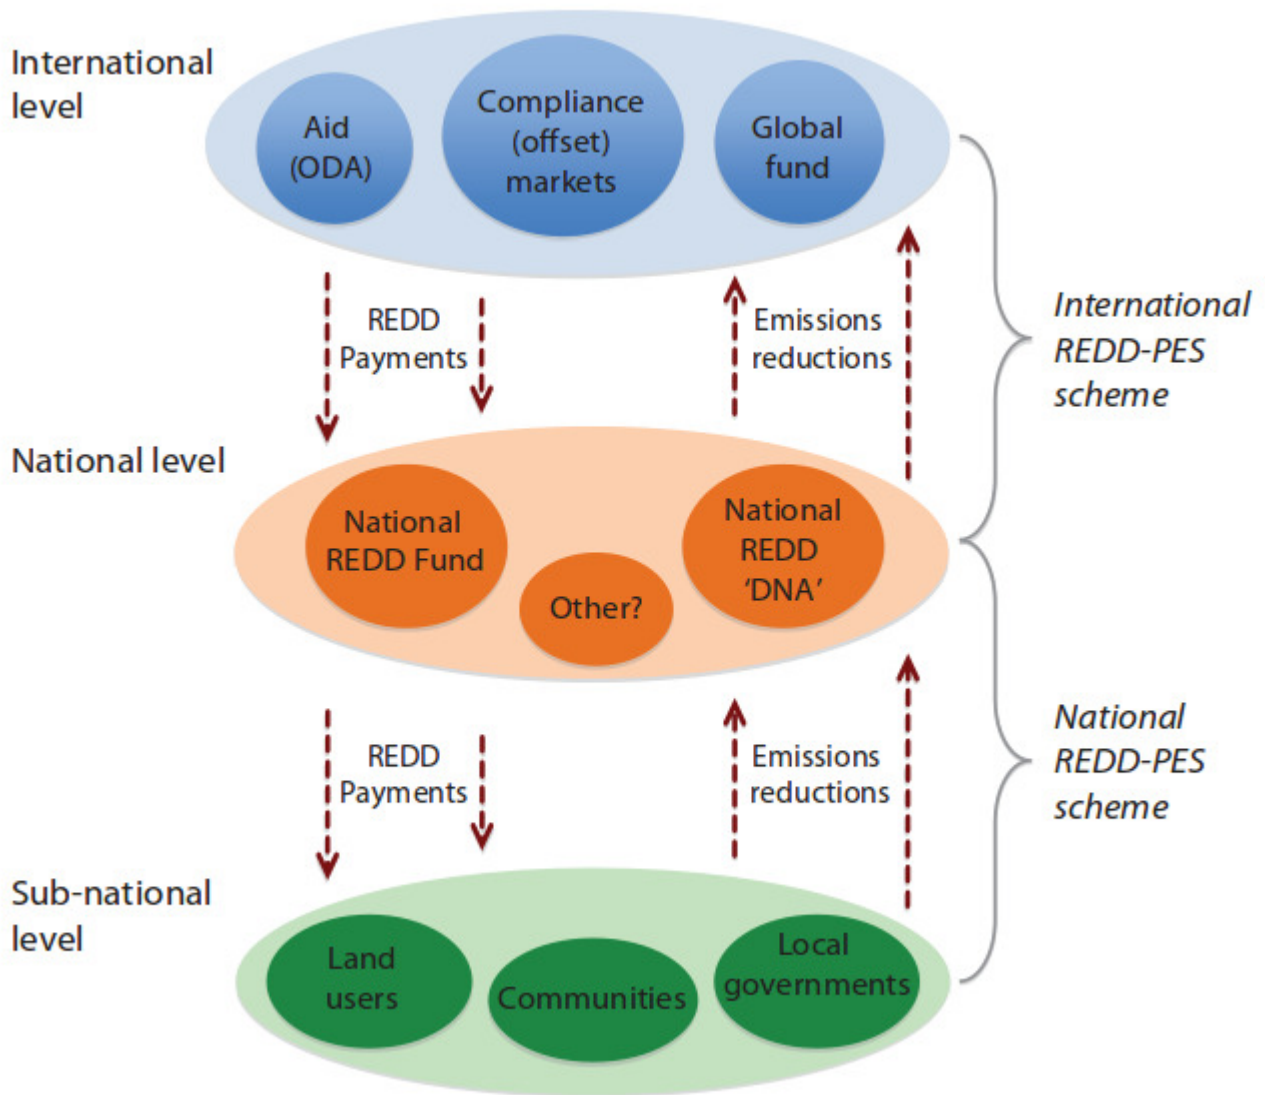 International
level
Aid
(ODA)
Compliance
(offset)
markets
Global
fund
REDD
Payments
Emissions
reductions
International
REDD-PES
scheme
National level
National
REDD Fund
Other?
National
REDD
‘DNA’
REDD
Payments
Emissions
reductions
National
REDD-PES
scheme
Sub-national
level
Land
users
Communities
Local
governments